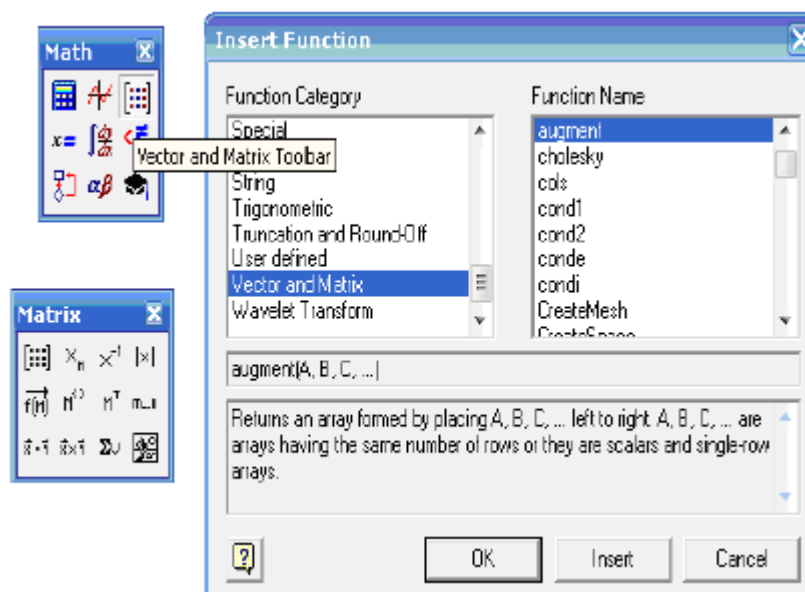 Math
x=
αβ
Vector and Matrix Toolbar
Matrix
Insert Function
Function Category
Special
String
Trigonometric
Truncation and Round-Off
User defined
Vector and Matrix
Wavelet Transform
Function Name
augment
cholesky
cols
cond1
cond2
conde
condi
CreateMesh
CreateSpace
augment(A, B, C, ...)
Returns an array formed by placing A, B, C, ... left to right. A, B, C, ... are
arrays having the same number of rows or they are scalars and single-row
arrays.
OK
Insert
Cancel